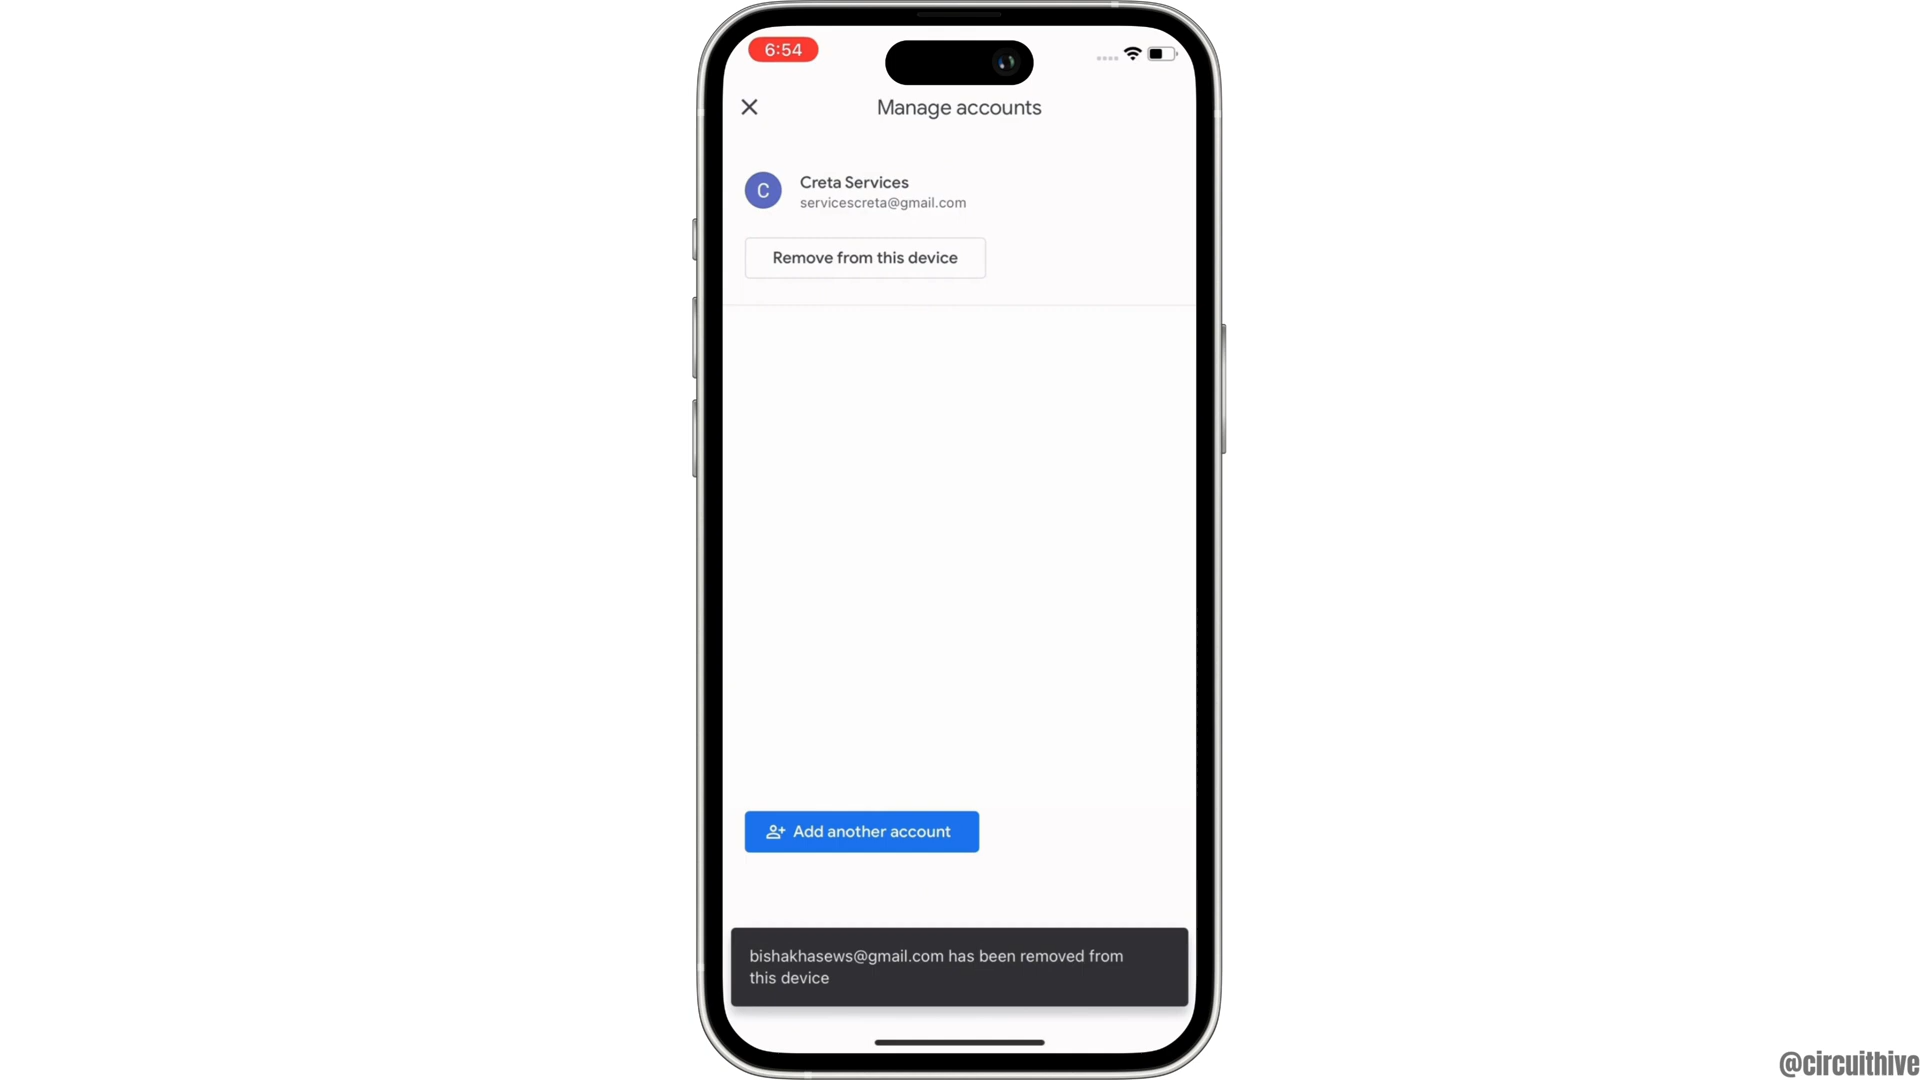 6:54
Manage accounts
C
Creta Services
servicescreta@gmail.com
Remove from this device
Add another account
bishakhasews@gmail.com has been removed from
this device
@circuithive